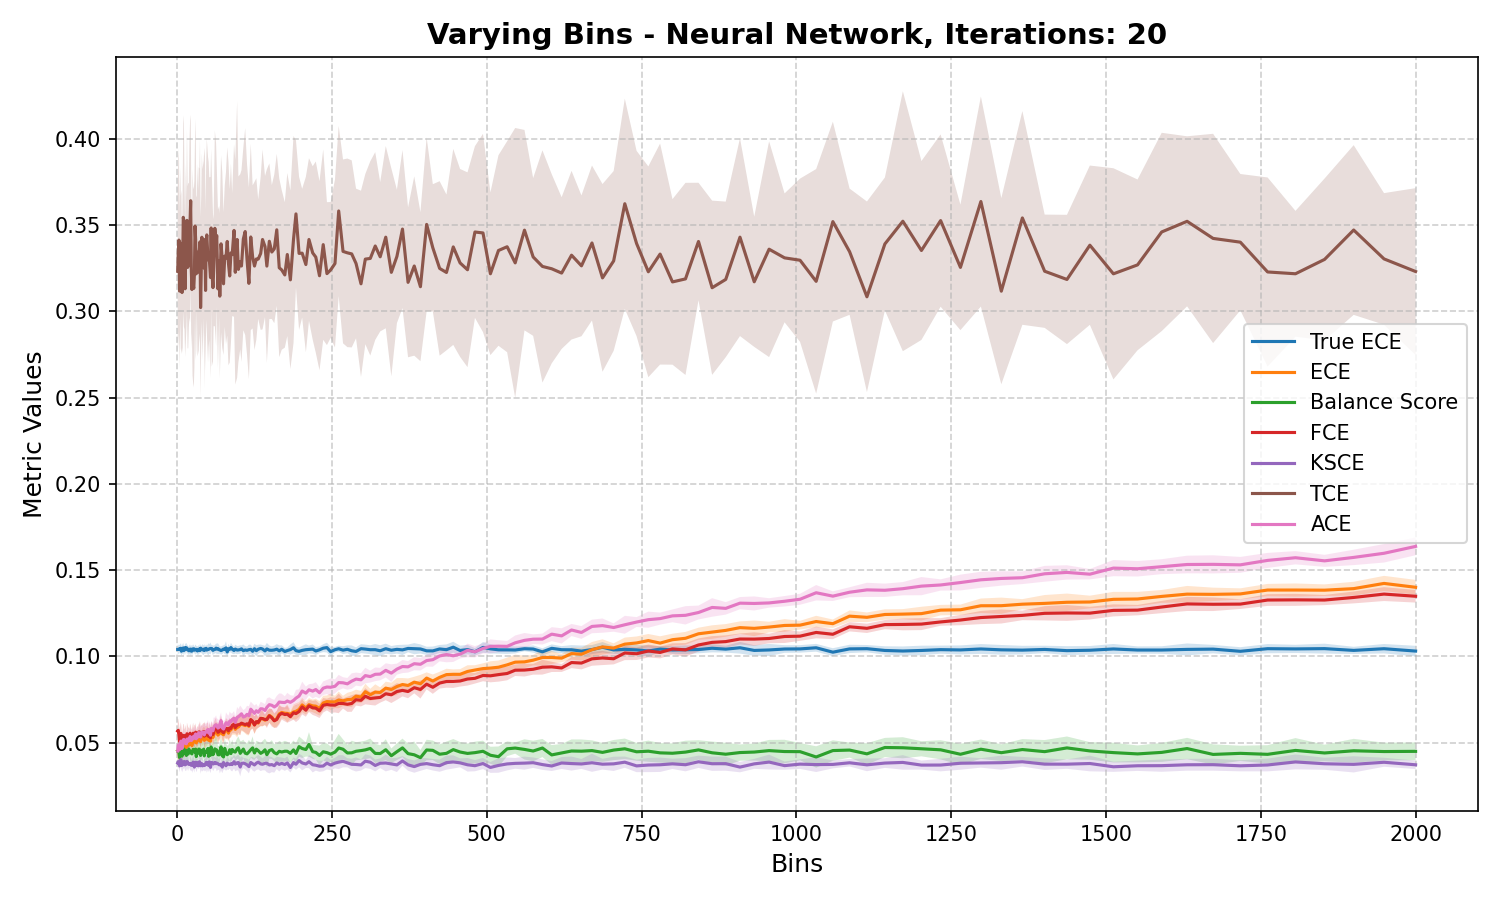 Varying Bins - Neural Network, Iterations: 20
Metric Values
0.40
0.35
0.30
0.25
0.20
0.15
0.10
0.05
True ECE
ECE
Balance Score
FCE
KSCE
TCE
ACE
0 250 500 750 1000 1250 1500 1750 2000
Bins